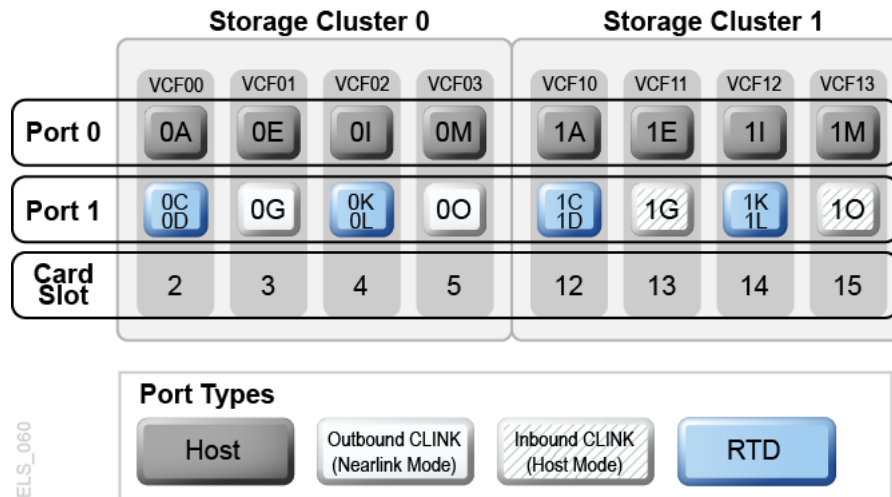 Storage Cluster 0 Storage Cluster 1
VCF00 VCF01 VCF02 VCF03 VCF10 VCF11 VCF12 VCF13
Port 0 0A 0E 0I 0M 1A 1E 1I 1M
Port 1 0C 0D 0G 0K 0L 0O 1C 1D 1G 1K 1L 1O
Card Slot 2 3 4 5 12 13 14 15
Port Types
Host Outbound CLINK (Nearlink Mode) Inbound CLINK (Host Mode) RTD
ELS_060